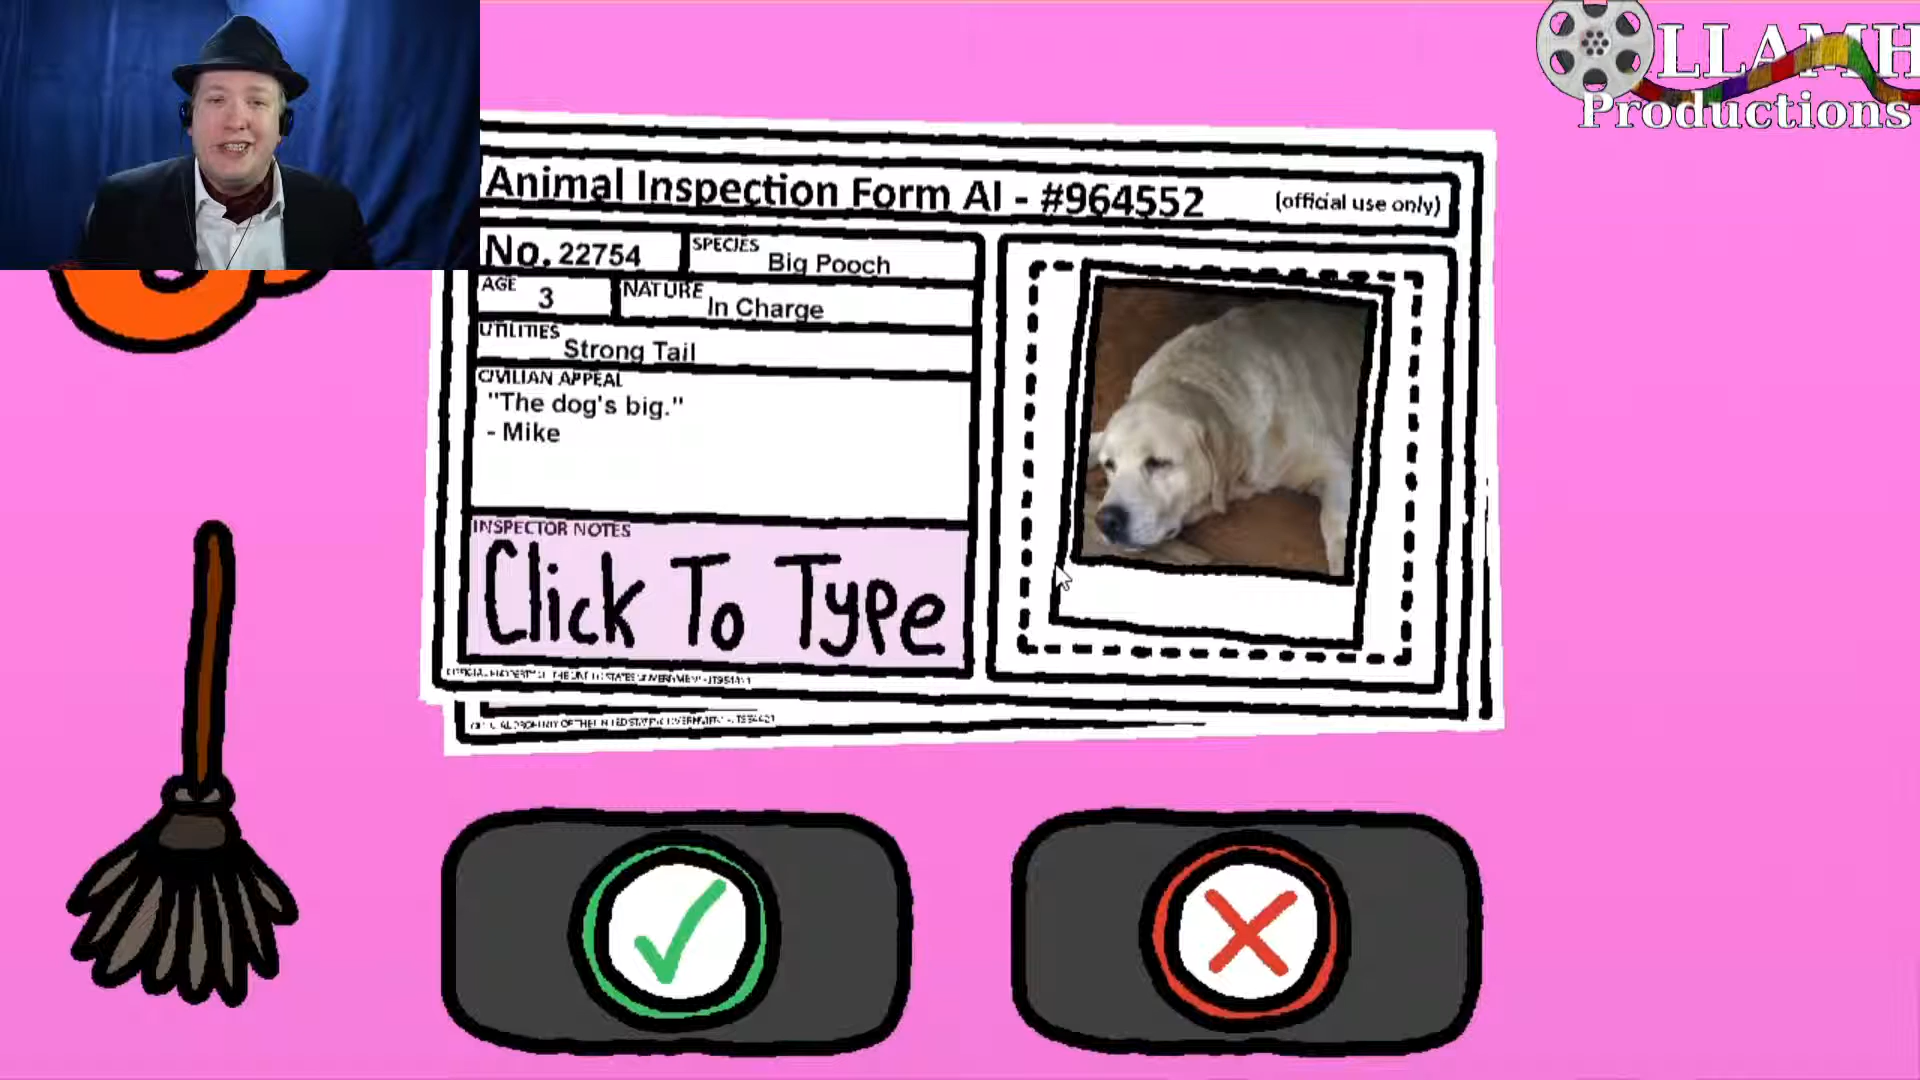 LLAMH
Productions
Animal Inspection Form AI - #964552
(official use only)
No. 22754
SPECIES
Big Pooch
AGE
3
NATURE
In Charge
UTILITIES
Strong Tail
CIVILIAN APPEAL
"The dog's big."
- Mike
INSPECTOR NOTES
Click To Type